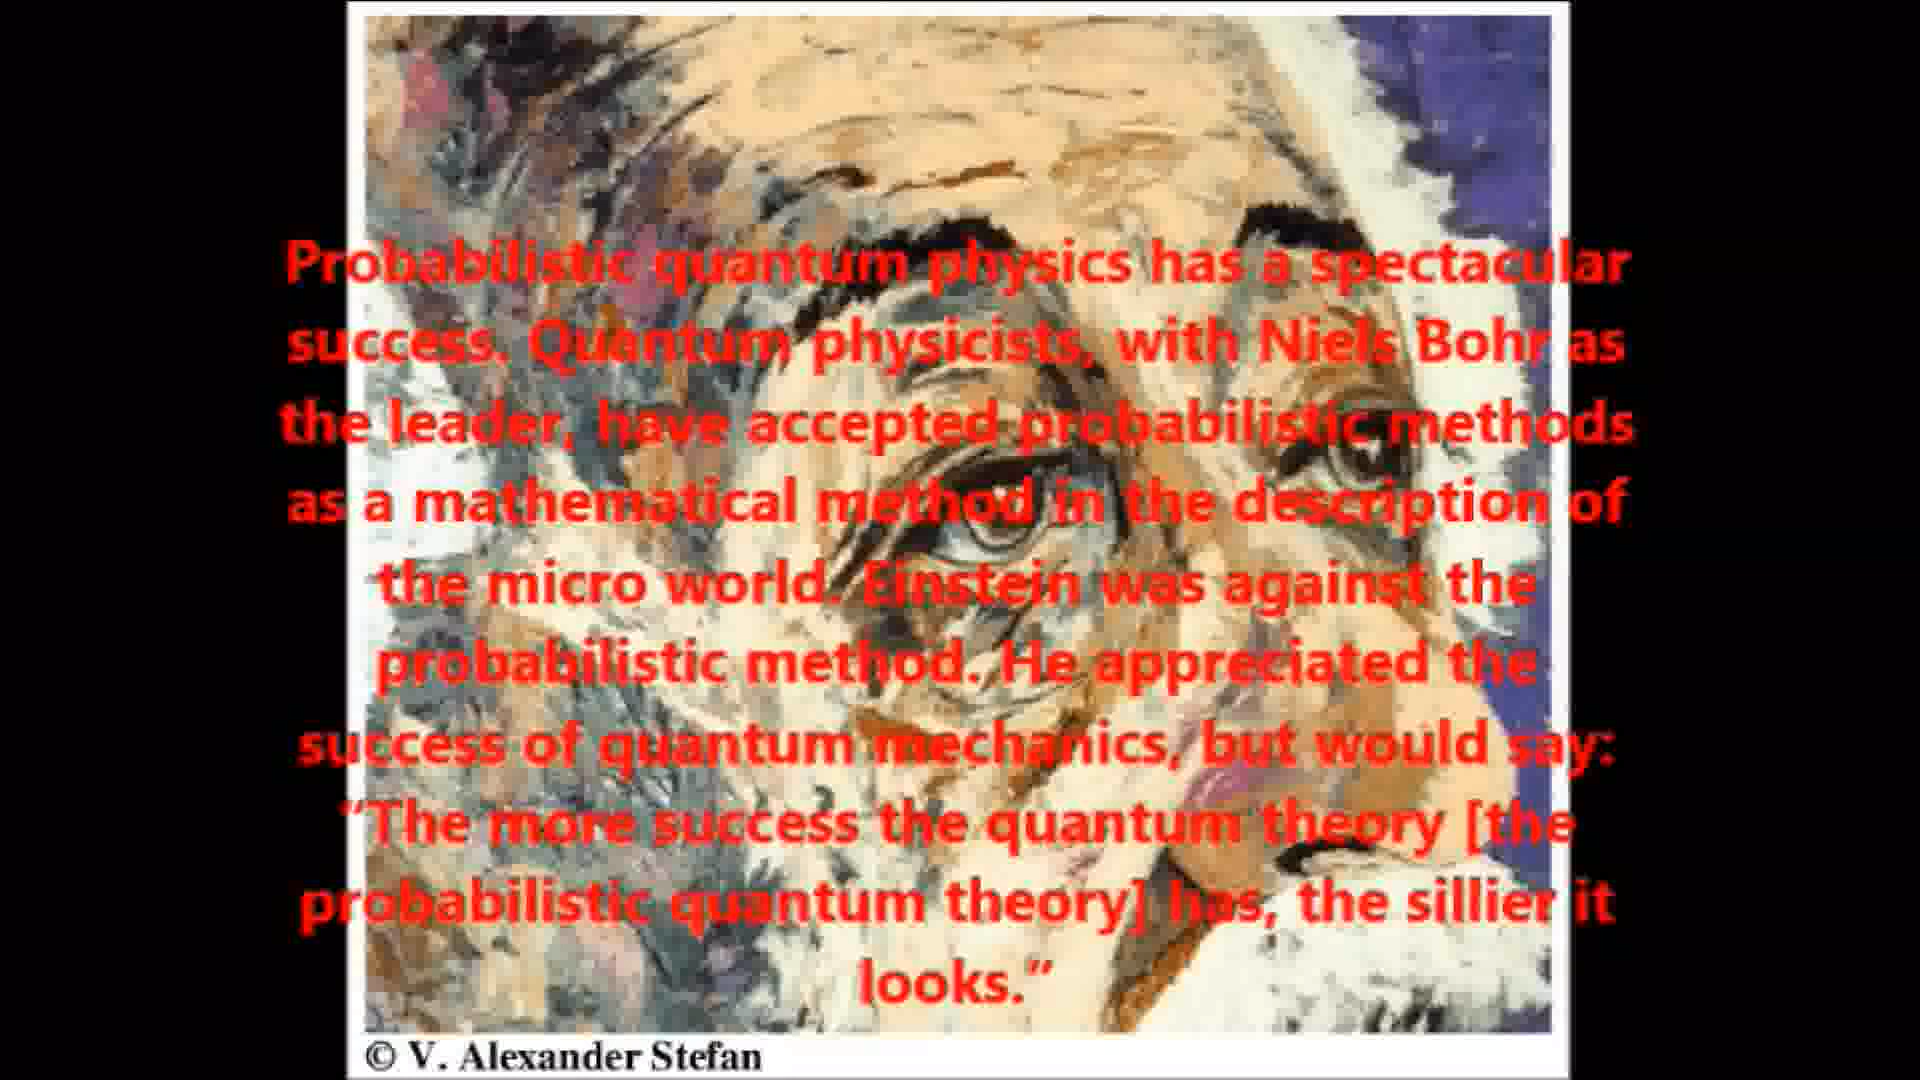 Probabilistic quantum physics has a spectacular
success. Quantum physicists, with Niels Bohr as
the leader, have accepted probabilistic methods
as a mathematical method in the description of
the micro world. Einstein was against the
probabilistic method. He appreciated the
success of quantum mechanics, but would say:
“The more success the quantum theory [the
probabilistic quantum theory] has, the sillier it
looks.”
© V. Alexander Stefan